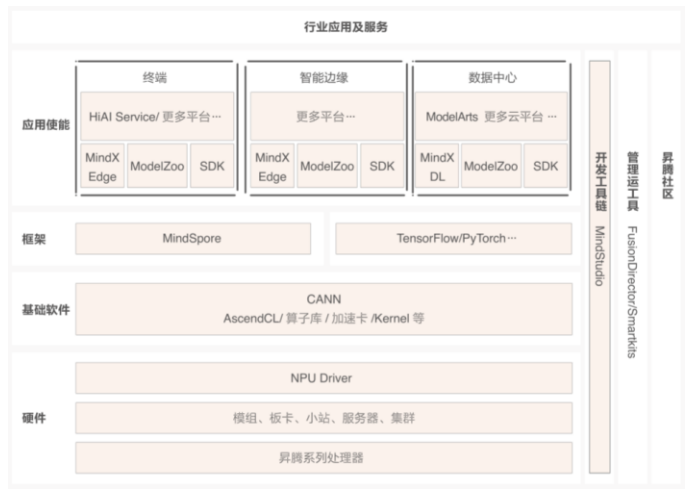 行业应用及服务
应用使能
终端
HiAI Service/ 更多平台…
MindX
Edge
ModelZoo
SDK
智能边缘
更多平台…
MindX
Edge
ModelZoo
SDK
数据中心
ModelArts 更多云平台 …
MindX
DL
ModelZoo
SDK
框架
MindSpore
TensorFlow/PyTorch…
基础软件
CANN
AscendCL/ 算子库 / 加速卡 /Kernel 等
硬件
NPU Driver
模组、板卡、小站、服务器、集群
昇腾系列处理器
开发工具链 MindStudio
管理运工具 FusionDirector/Smartkits
昇腾社区